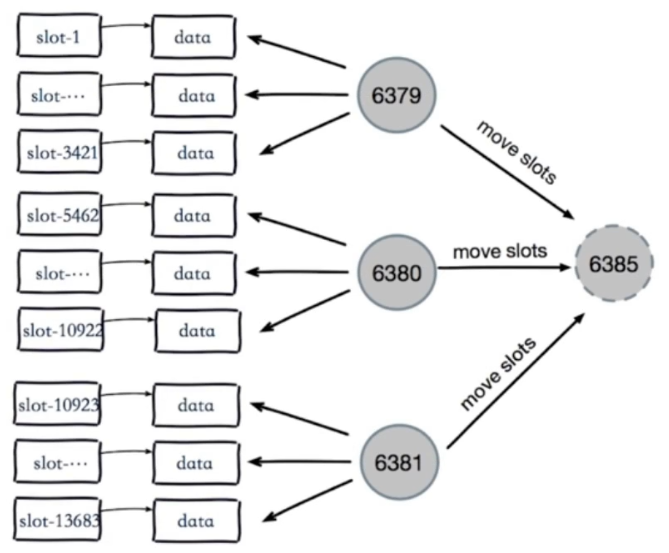 slot-1 data
slot-··· data
6379
slot-3421 data
move slots
slot-5462 data
slot-··· data
6380
move slots
6385
slot-10922 data
slot-10923 data
move slots
slot-··· data
6381
slot-13683 data